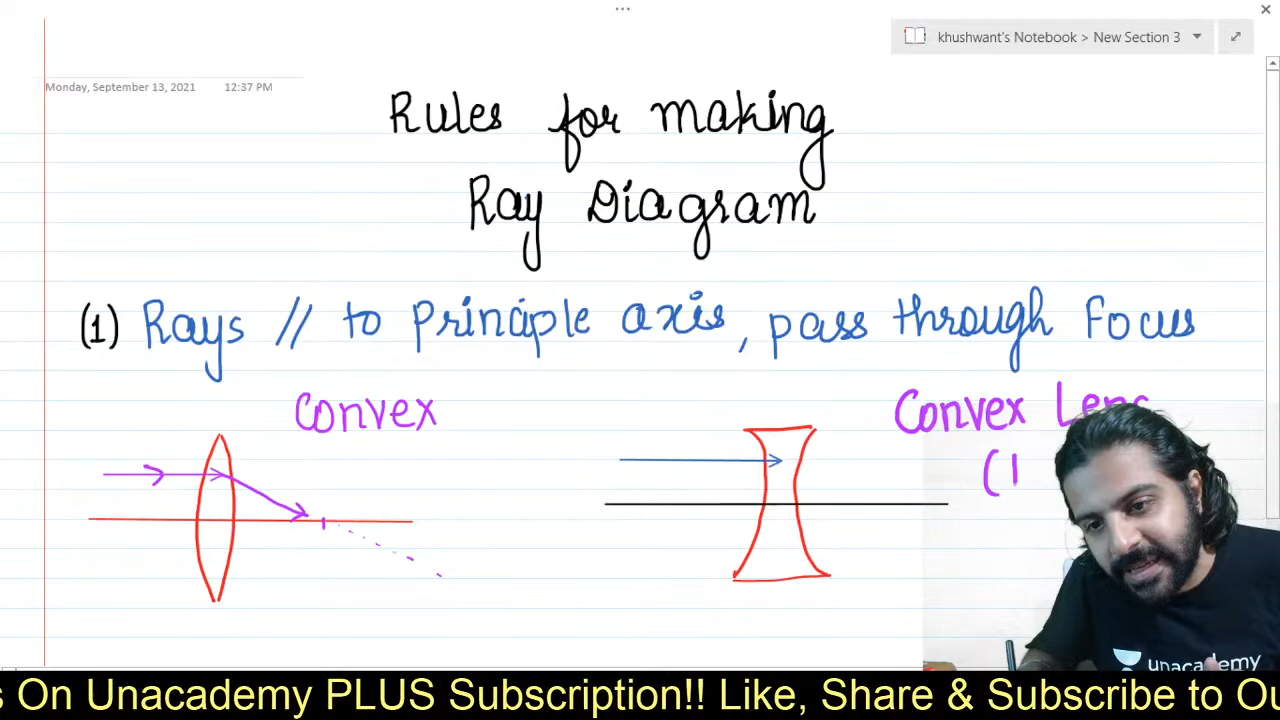 khushwant's Notebook > New Section 3
Monday, September 13, 2021 12:37 PM
Rules for making
Ray Diagram
(1) Rays // to Principle axis, pass through Focus
Convex
Convex
unacademy
s On Unacademy PLUS Subscription!! Like, Share & Subscribe to Ou